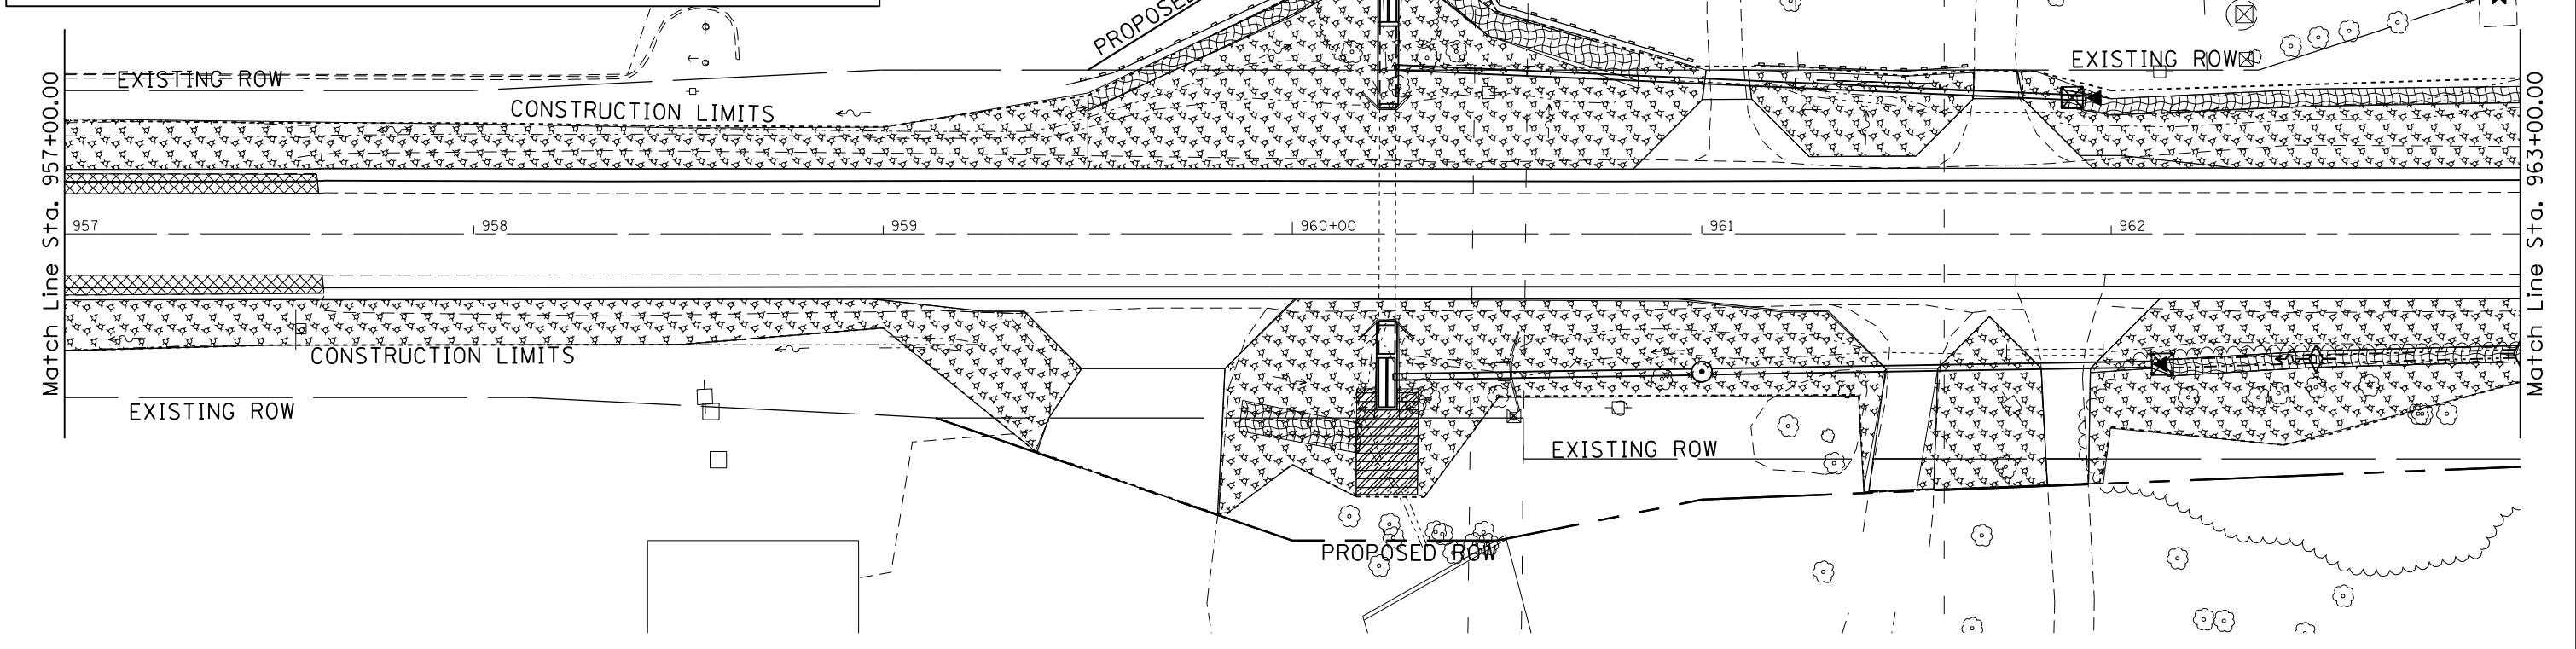 PROPOSED
EXISTING ROW
EXISTING ROW
CONSTRUCTION LIMITS
Match Line Sta. 957+00.00
Match Line Sta. 963+00.00
957
958
959
960+00
961
962
CONSTRUCTION LIMITS
EXISTING ROW
EXISTING ROW
PROPOSED ROW